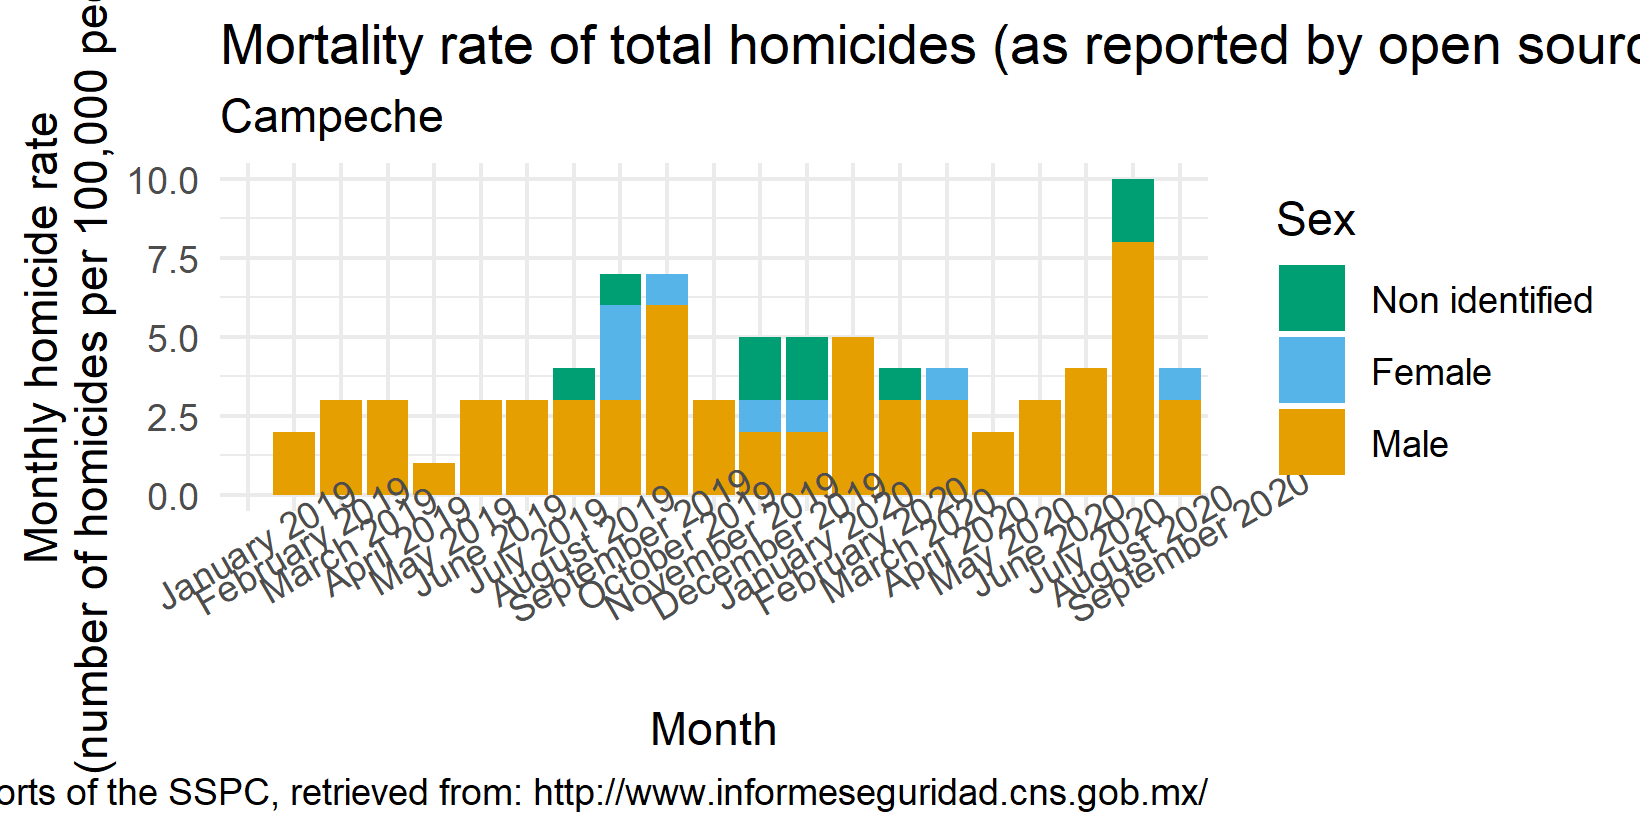 Mortality rate of total homicides (as reported by open sourc
Campeche
Monthly homicide rate
(number of homicides per 100,000 pe
10.0
7.5
5.0
2.5
0.0
January 2019
February 2019
March 2019
April 2019
May 2019
June 2019
July 2019
August 2019
September 2019
October 2019
November 2019
December 2019
January 2020
February 2020
March 2020
April 2020
May 2020
June 2020
July 2020
August 2020
September 2020
Month
Sex
Non identified
Female
Male
orts of the SSPC, retrieved from: http://www.informeseguridad.cns.gob.mx/